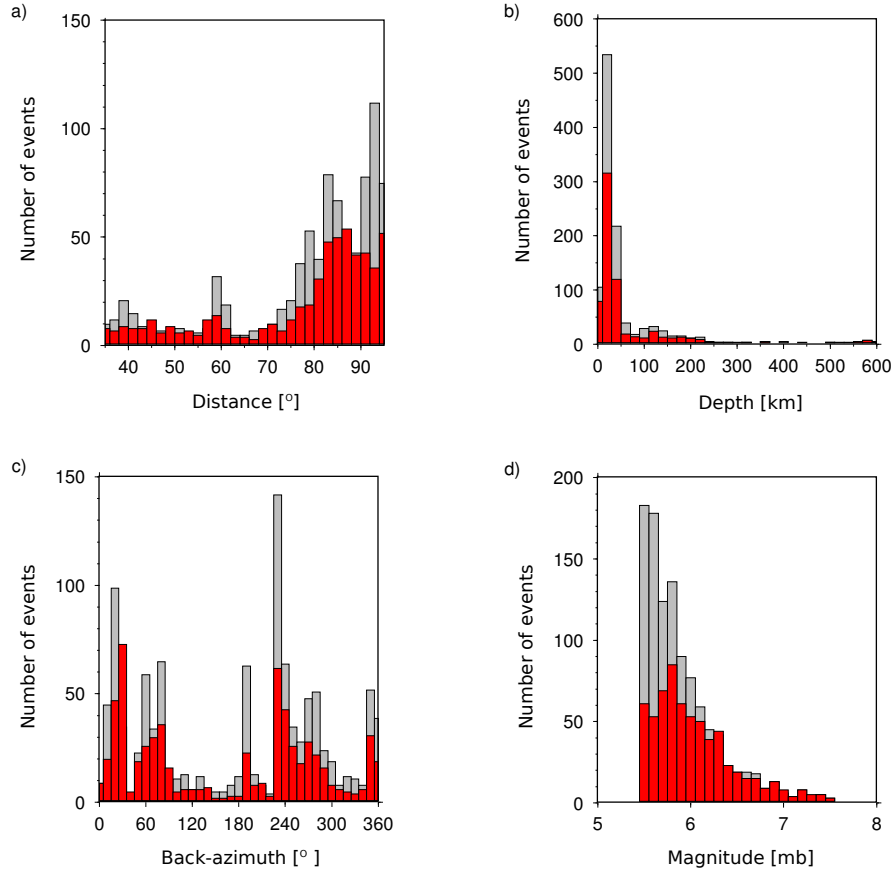 a)
150
100
50
0
Number of events
40 50 60 70 80 90
Distance [o]
b)
600
500
400
300
200
100
0
Number of events
0 100 200 300 400 500 600
Depth [km]
c)
150
100
50
0
Number of events
0 60 120 180 240 300 360
Back-azimuth [o ]
d)
200
150
100
50
0
Number of events
5 6 7 8
Magnitude [mb]